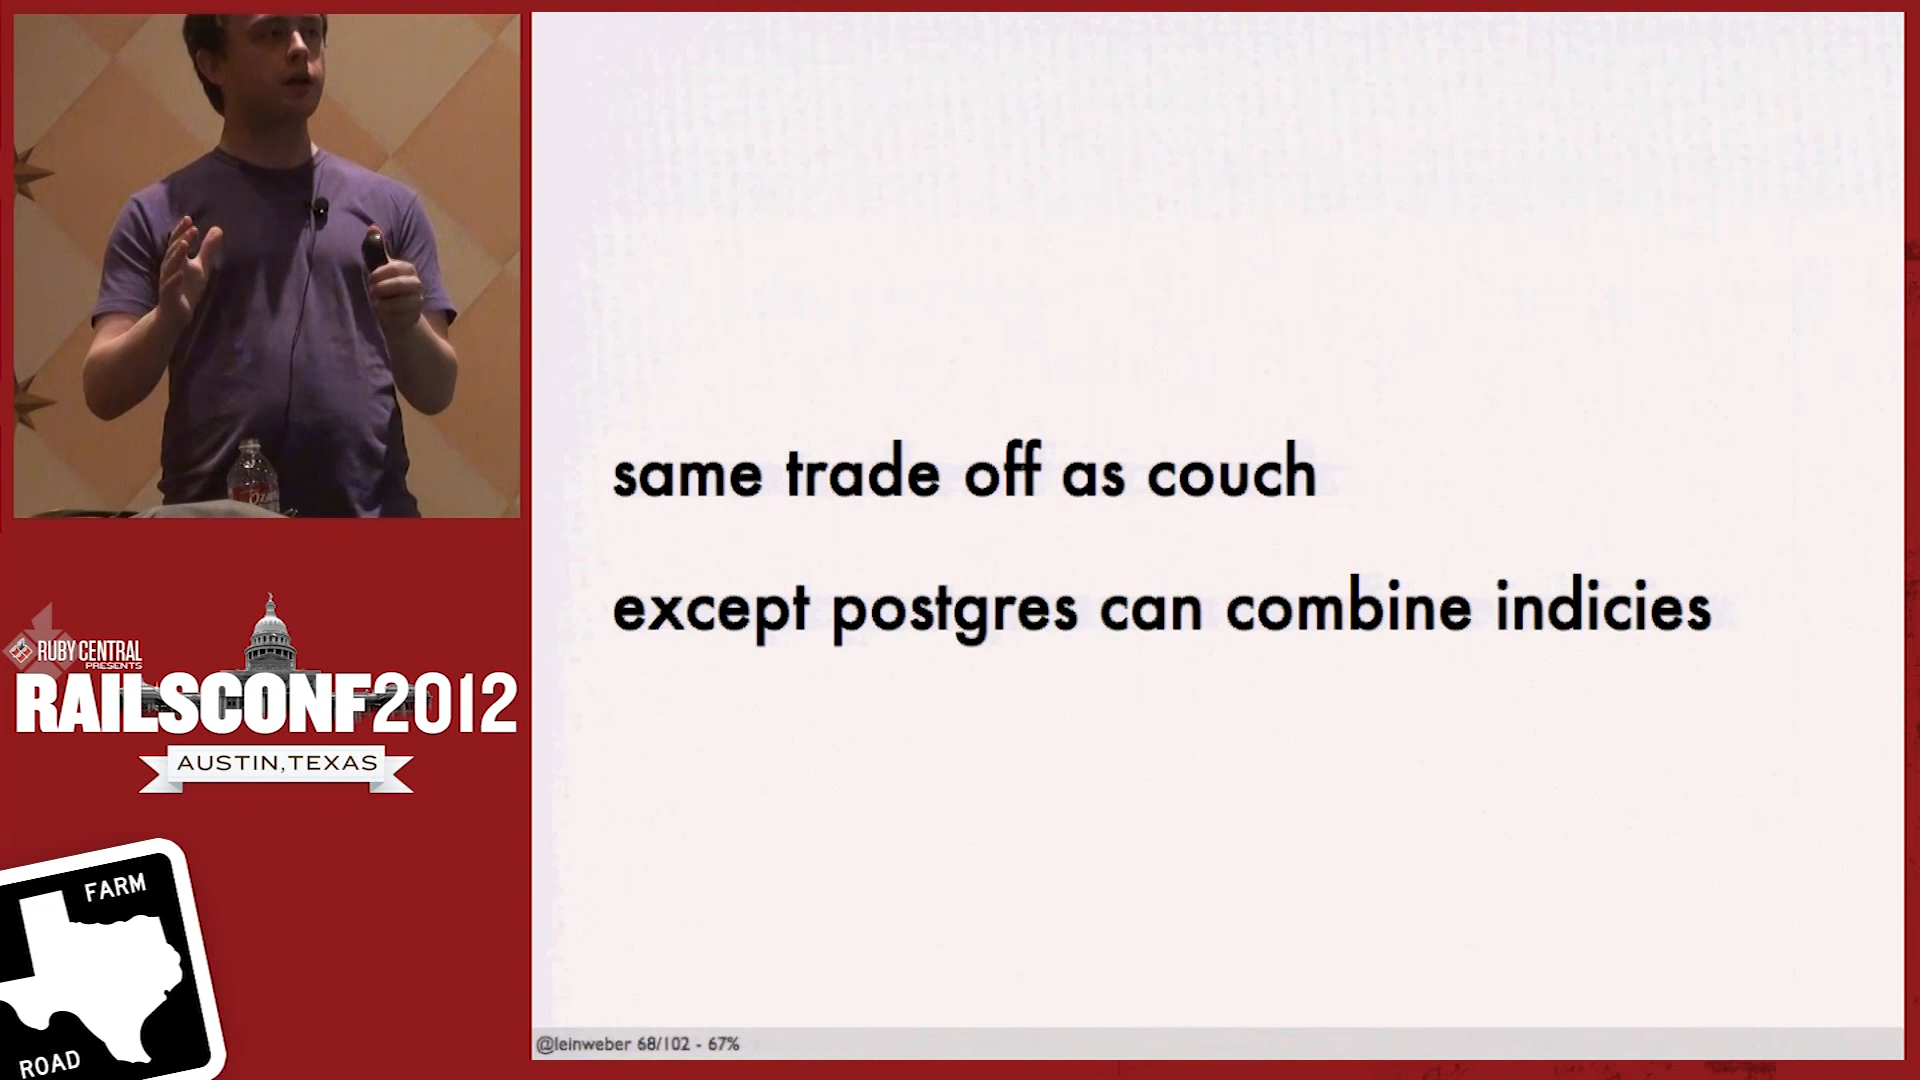 same trade off as couch
except postgres can combine indicies
@leinweber 68/102 - 67%
RUBY CENTRAL
PRESENTS
RAILSCONF2012
AUSTIN, TEXAS
FARM
ROAD